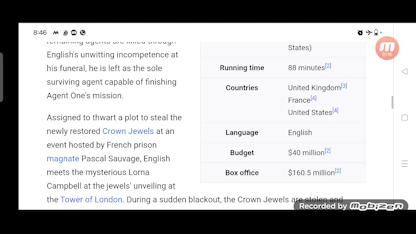 8:46
remaining agents are killed through
English's unwitting incompetence at
his funeral, he is left as the sole
surviving agent capable of finishing
Agent One's mission.
Assigned to thwart a plot to steal the
newly restored Crown Jewels at an
event hosted by French prison
magnate Pascal Sauvage, English
meets the mysterious Lorna
Campbell at the jewels' unveiling at
the Tower of London. During a sudden blackout, the Crown Jewels are stolen and
States)
Running time 88 minutes[2]
Countries United Kingdom[3]
France[4]
United States[4]
Language English
Budget $40 million[2]
Box office $160.5 million[2]
Recorded by MOBIZEN